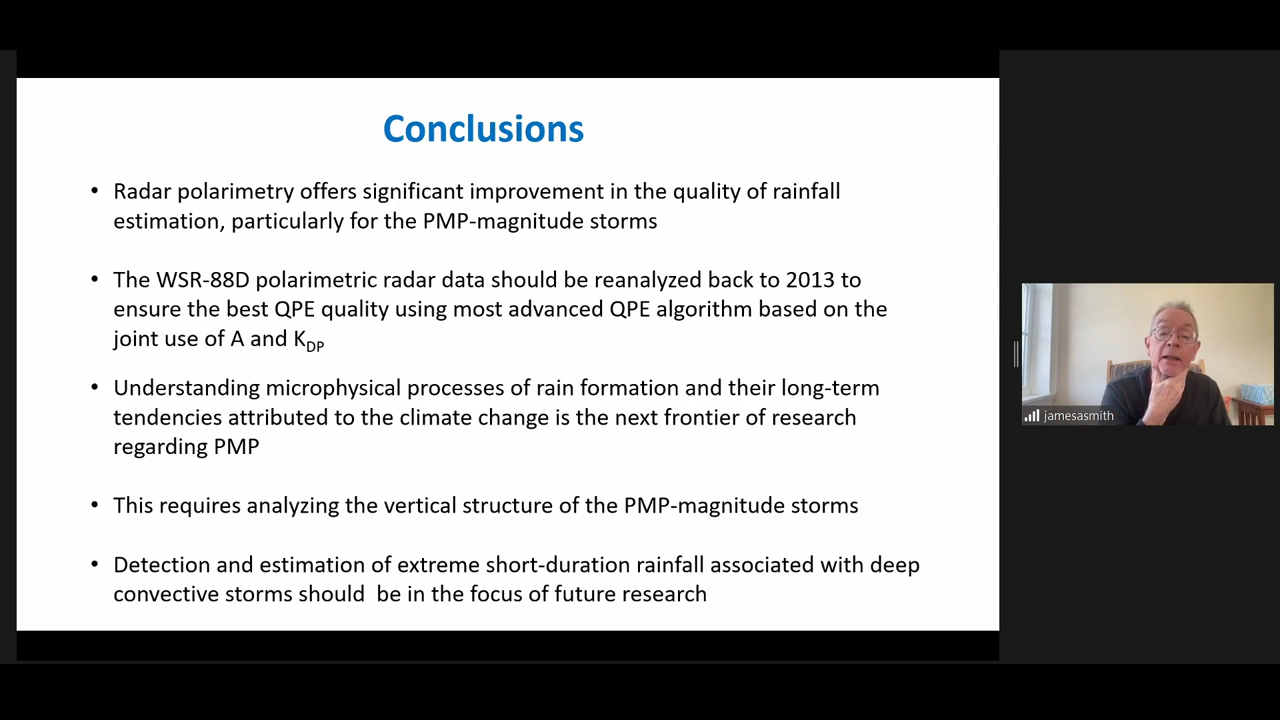 Conclusions
• Radar polarimetry offers significant improvement in the quality of rainfall
estimation, particularly for the PMP-magnitude storms
• The WSR-88D polarimetric radar data should be reanalyzed back to 2013 to
ensure the best QPE quality using most advanced QPE algorithm based on the
joint use of A and KDP
• Understanding microphysical processes of rain formation and their long-term
tendencies attributed to the climate change is the next frontier of research
regarding PMP
• This requires analyzing the vertical structure of the PMP-magnitude storms
• Detection and estimation of extreme short-duration rainfall associated with deep
convective storms should  be in the focus of future research
jamesasmith